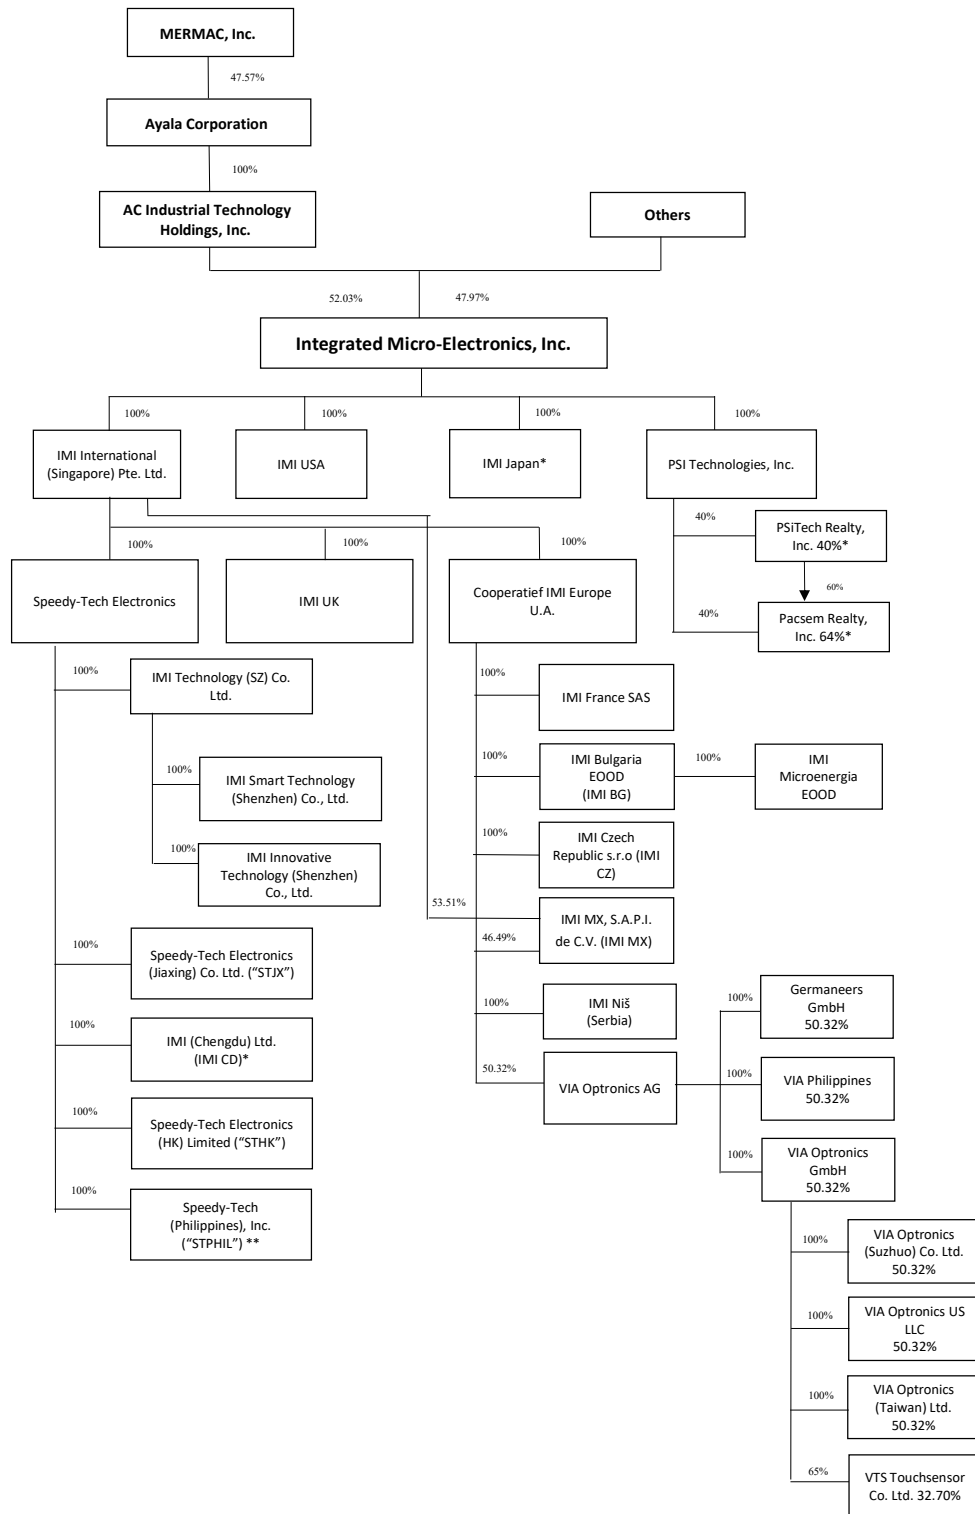 MERMAC, Inc.
47.57%
Ayala Corporation
100%
AC Industrial Technology
Holdings, Inc.
Others
52.03%
47.97%
Integrated Micro-Electronics, Inc.
100%
100%
100%
100%
IMI International
(Singapore) Pte. Ltd.
IMI USA
IMI Japan*
PSI Technologies, Inc.
40%
PSiTech Realty,
Inc. 40%*
60%
40%
Pacsem Realty,
Inc. 64%*
100%
100%
100%
Speedy-Tech Electronics
IMI UK
Cooperatief IMI Europe
U.A.
100%
IMI Technology (SZ) Co.
Ltd.
100%
IMI Smart Technology
(Shenzhen) Co., Ltd.
100%
IMI Innovative
Technology (Shenzhen)
Co., Ltd.
100%
Speedy-Tech Electronics
(Jiaxing) Co. Ltd. (“STJX”)
100%
IMI (Chengdu) Ltd.
(IMI CD)*
100%
Speedy-Tech Electronics
(HK) Limited (“STHK”)
100%
Speedy-Tech
(Philippines), Inc.
(“STPHIL”) **
100%
IMI France SAS
100%
IMI Bulgaria
EOOD
(IMI BG)
100%
IMI
Microenergia
EOOD
100%
IMI Czech
Republic s.r.o (IMI
CZ)
53.51%
46.49%
IMI MX, S.A.P.I.
de C.V. (IMI MX)
100%
IMI Niš
(Serbia)
50.32%
VIA Optronics AG
100%
Germaneers
GmbH
50.32%
100%
VIA Philippines
50.32%
100%
VIA Optronics
GmbH
50.32%
100%
VIA Optronics
(Suzhuo) Co. Ltd.
50.32%
100%
VIA Optronics US
LLC
50.32%
100%
VIA Optronics
(Taiwan) Ltd.
50.32%
65%
VTS Touchsensor
Co. Ltd. 32.70%